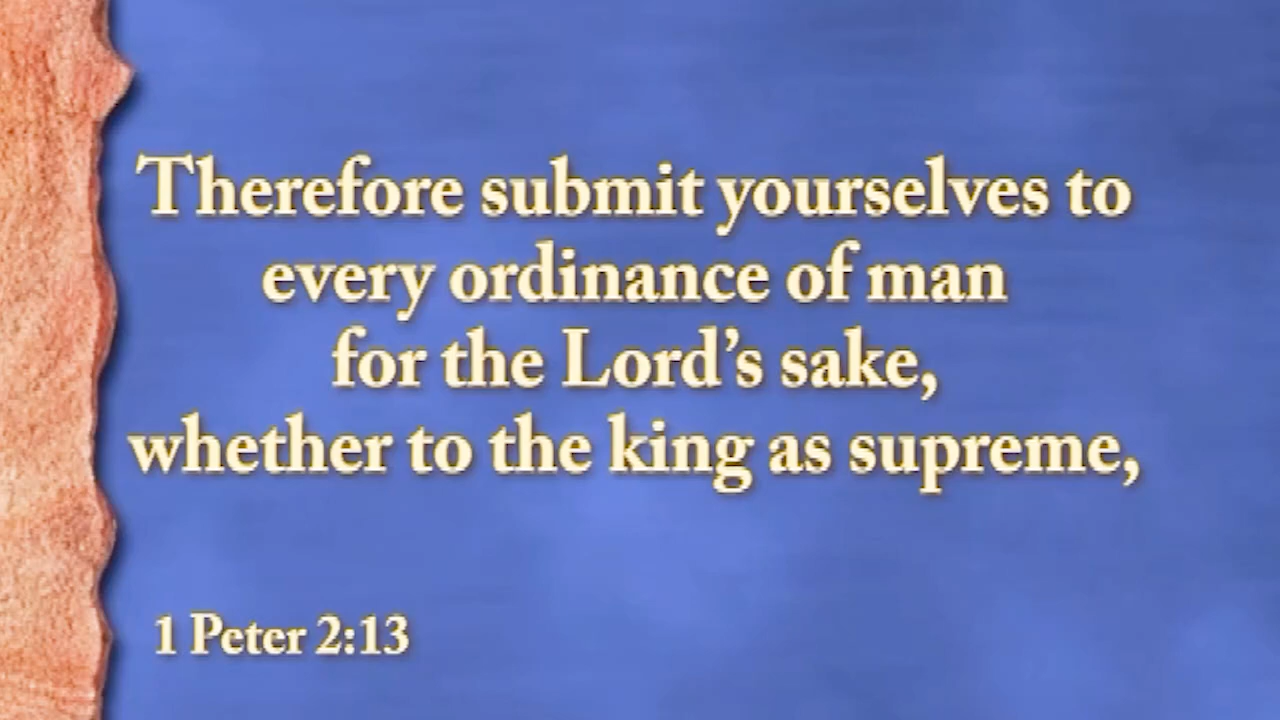 Therefore submit yourselves to
every ordinance of man
for the Lord’s sake,
whether to the king as supreme,
1 Peter 2:13